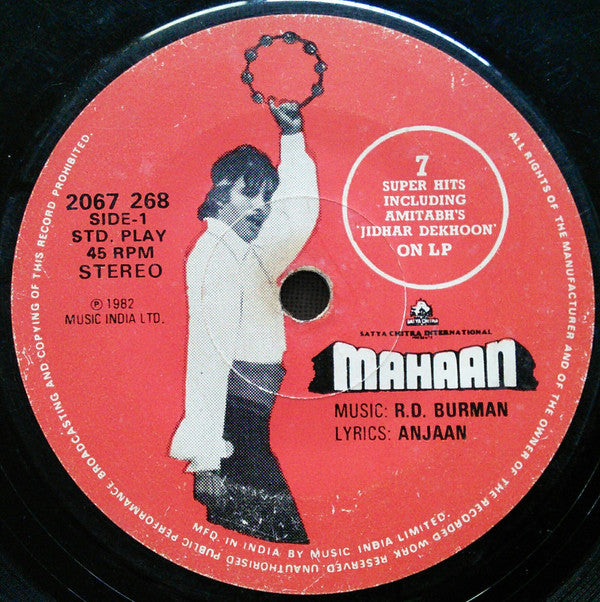 2067 268
SIDE-1
STD. PLAY
45 RPM
STEREO
℗ 1982
MUSIC INDIA LTD.
7
SUPER HITS
INCLUDING
AMITABH'S
'JIDHAR DEKHOON'
ON LP
SATYA CHITRA
SATYA CHITRA INTERNATIONAL
MAHAAN
MUSIC: R.D. BURMAN
LYRICS: ANJAAN
MFG. IN INDIA BY MUSIC INDIA LIMITED.
ALL RIGHTS OF THE MANUFACTURER AND OF THE OWNER OF THE RECORDED WORK RESERVED. UNAUTHORISED PUBLIC PERFORMANCE BROADCASTING AND COPYING OF THIS RECORD PROHIBITED.